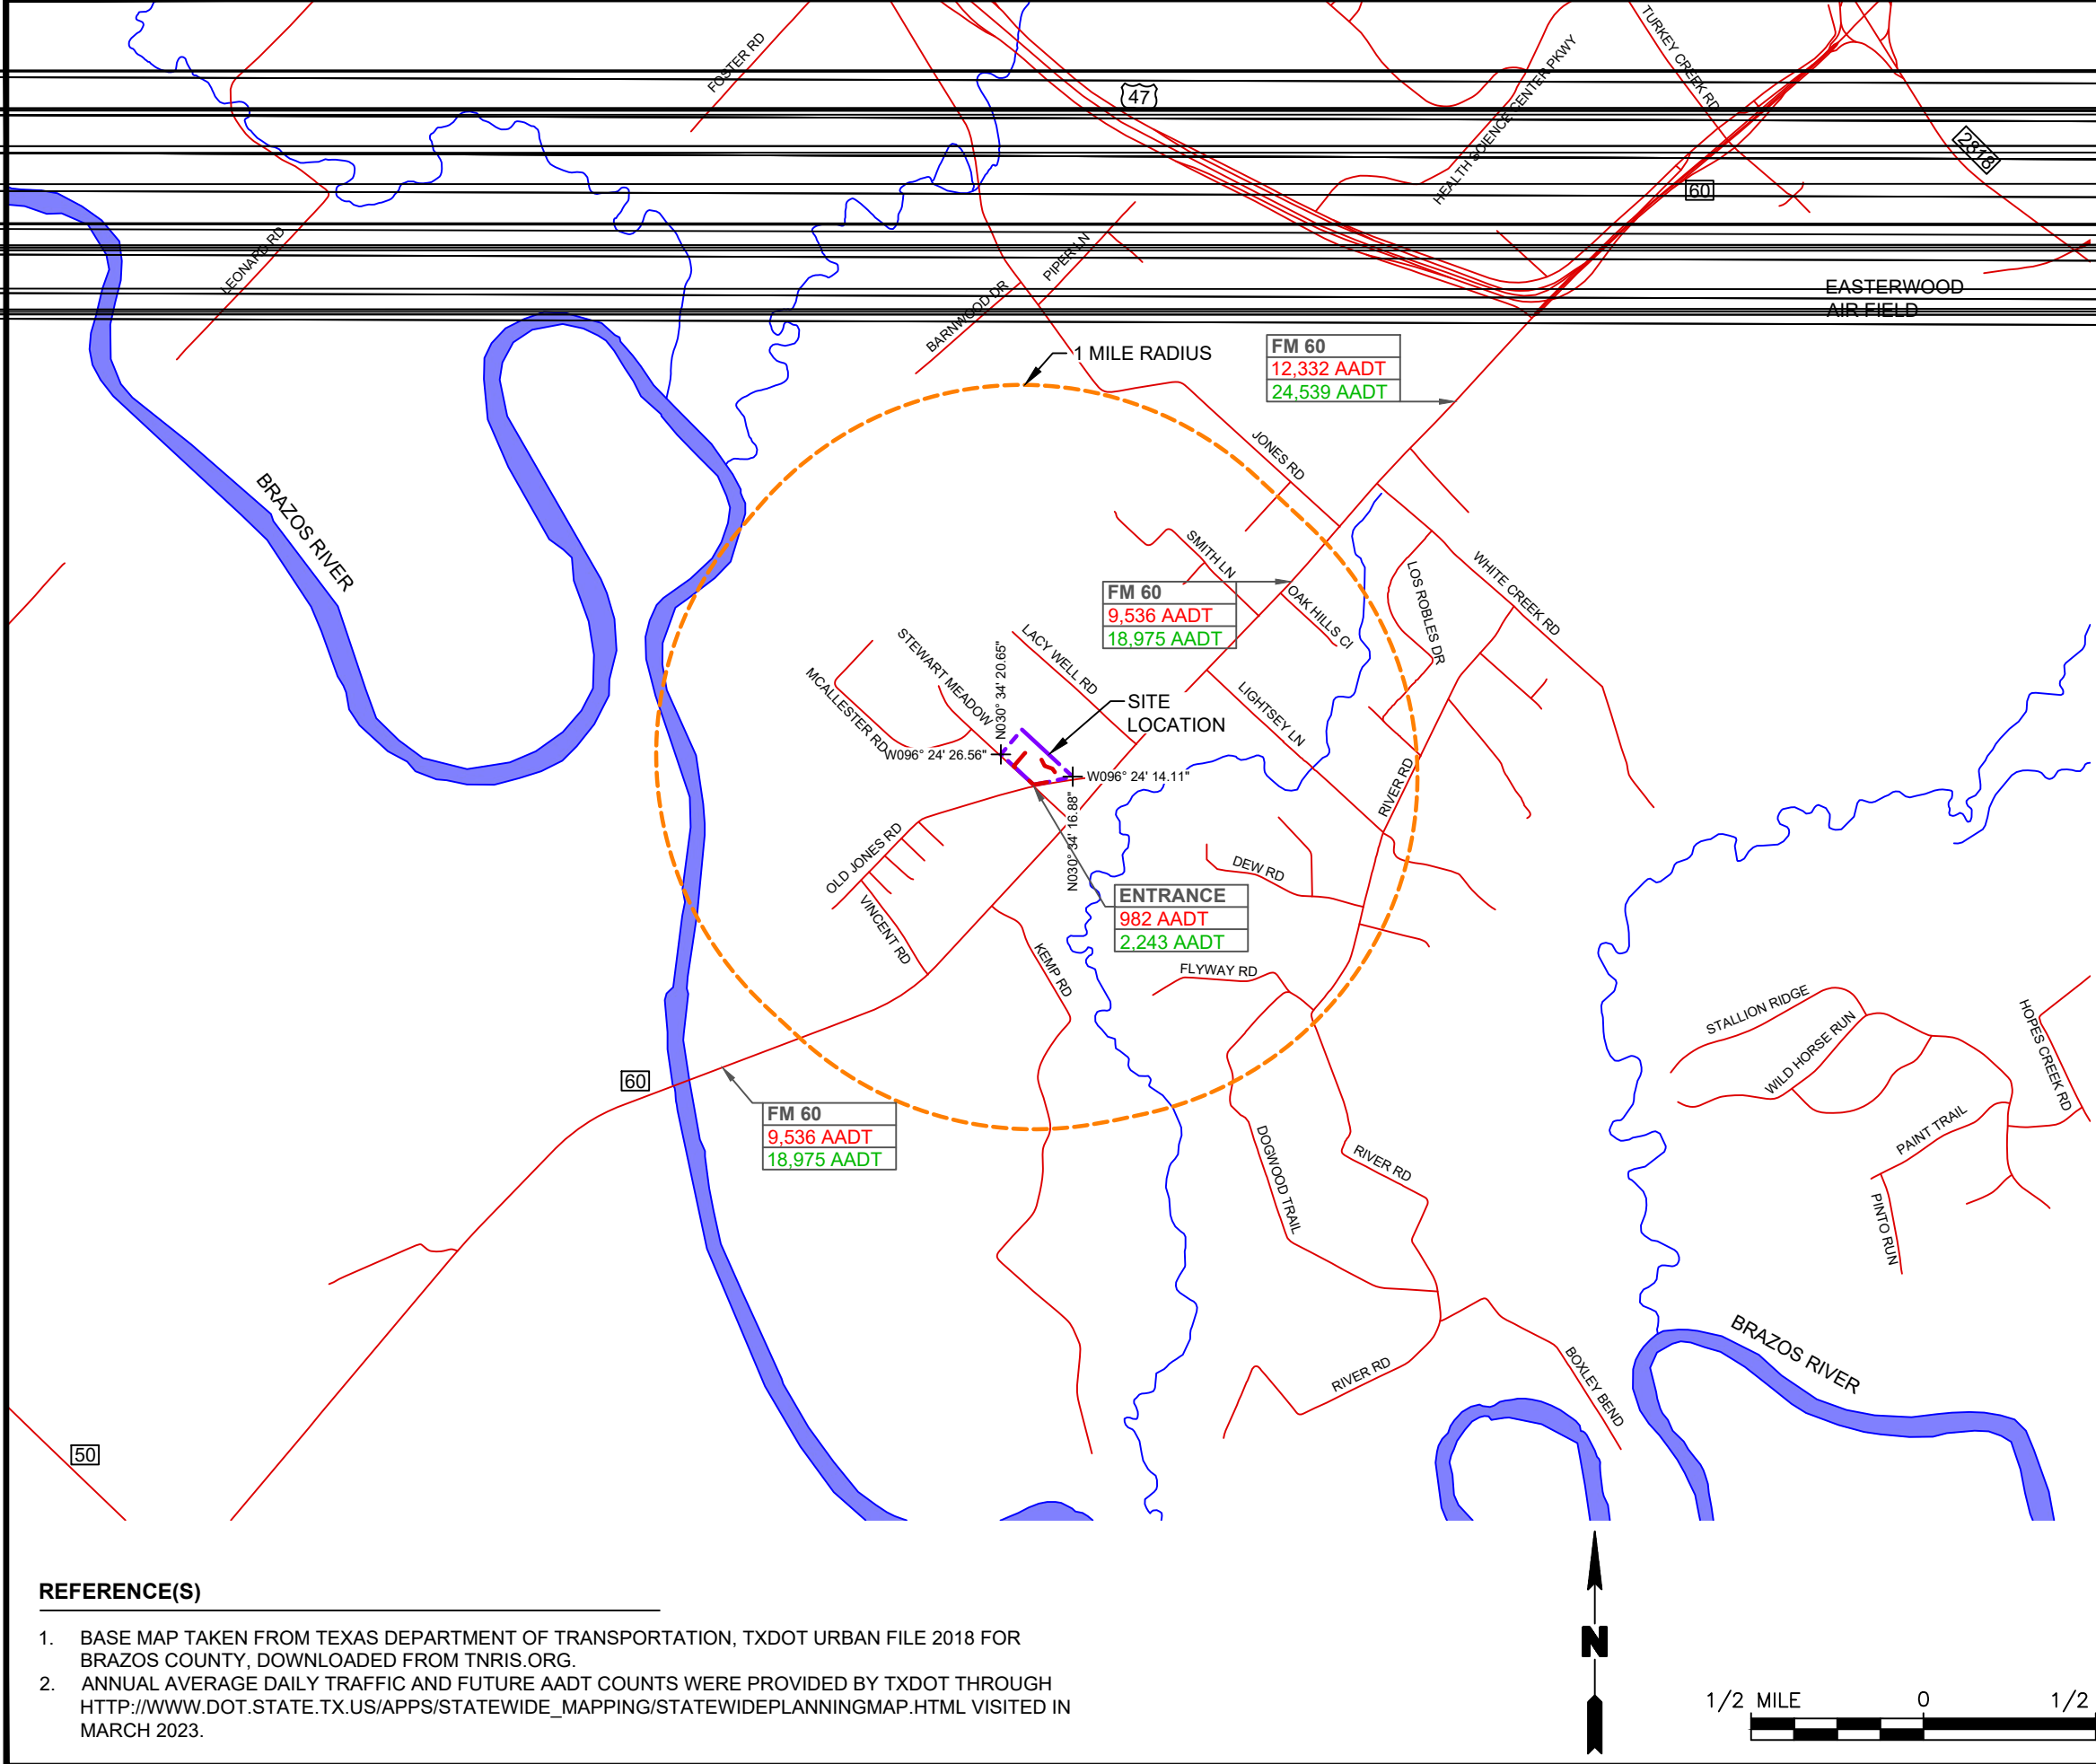 FOSTER RD
47
HEALTH SCIENCE CENTER PKWY
TURKEY CREEK RD
2818
60
LEONARD RD
PIPER LN
BARNWOOD DR
EASTERWOOD
AIR FIELD
1 MILE RADIUS
FM 60
12,332 AADT
24,539 AADT
JONES RD
BRAZOS RIVER
SMITH LN
OAK HILLS CI
LOS ROBLES DR
WHITE CREEK RD
FM 60
9,536 AADT
18,975 AADT
STEWART MEADOW
LACY WELL RD
MCALLESTER RD
N030° 34' 20.65"
W096° 24' 26.56"
SITE
LOCATION
LIGHTSEY LN
RIVER RD
W096° 24' 14.11"
N030° 34' 16.88"
OLD JONES RD
VINCENT RD
DEW RD
ENTRANCE
982 AADT
2,243 AADT
KEMP RD
FLYWAY RD
STALLION RIDGE
WILD HORSE RUN
HOPES CREEK RD
60
FM 60
9,536 AADT
18,975 AADT
PAINT TRAIL
PINTO RUN
DOGWOOD TRAIL
RIVER RD
RIVER RD
BOXLEY BEND
BRAZOS RIVER
50
REFERENCE(S)
1. BASE MAP TAKEN FROM TEXAS DEPARTMENT OF TRANSPORTATION, TXDOT URBAN FILE 2018 FOR
BRAZOS COUNTY, DOWNLOADED FROM TNRIS.ORG.
2. ANNUAL AVERAGE DAILY TRAFFIC AND FUTURE AADT COUNTS WERE PROVIDED BY TXDOT THROUGH
HTTP://WWW.DOT.STATE.TX.US/APPS/STATEWIDE_MAPPING/STATEWIDEPLANNINGMAP.HTML VISITED IN
MARCH 2023.
N
1/2 MILE 0 1/2